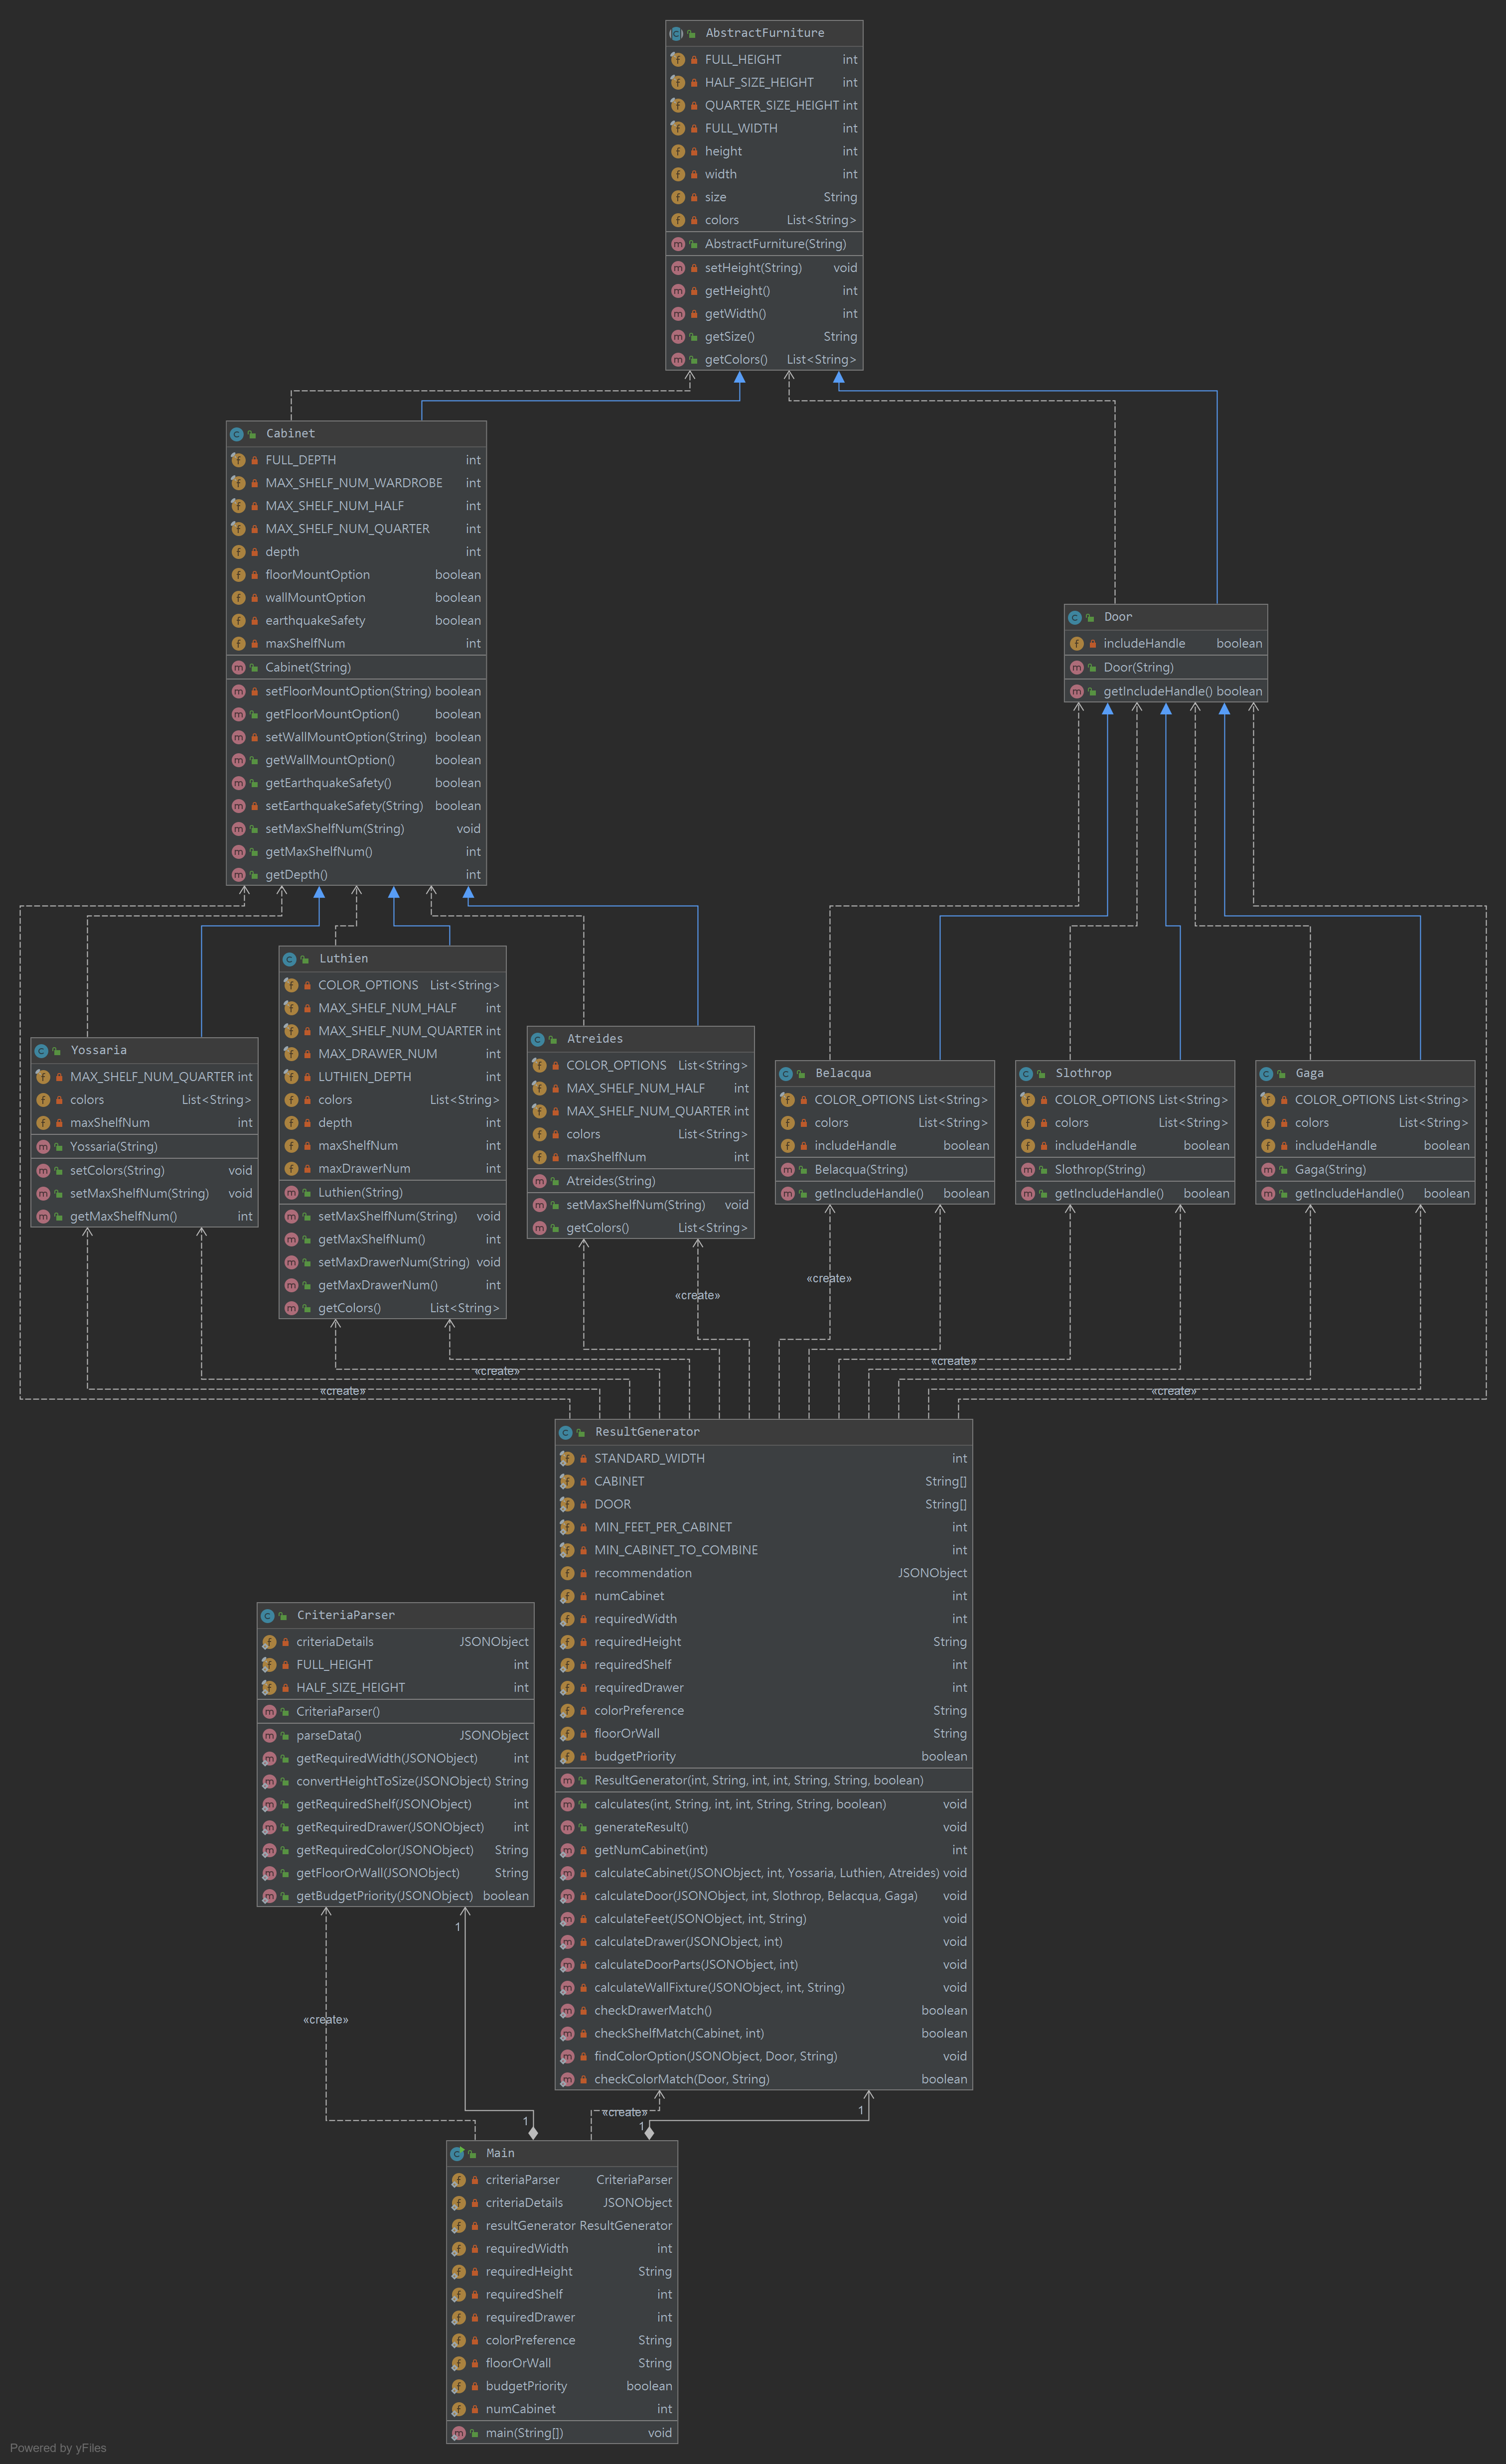 AbstractFurniture
FULL_HEIGHT int
HALF_SIZE_HEIGHT int
QUARTER_SIZE_HEIGHT int
FULL_WIDTH int
height int
width int
size String
colors List<String>
AbstractFurniture(String)
setHeight(String) void
getHeight() int
getWidth() int
getSize() String
getColors() List<String>
Cabinet
FULL_DEPTH int
MAX_SHELF_NUM_WARDROBE int
MAX_SHELF_NUM_HALF int
MAX_SHELF_NUM_QUARTER int
depth int
floorMountOption boolean
wallMountOption boolean
earthquakeSafety boolean
maxShelfNum int
Cabinet(String)
setFloorMountOption(String) boolean
getFloorMountOption() boolean
setWallMountOption(String) boolean
getWallMountOption() boolean
getEarthquakeSafety() boolean
setEarthquakeSafety(String) boolean
setMaxShelfNum(String) void
getMaxShelfNum() int
getDepth() int
Door
includeHandle boolean
Door(String)
getIncludeHandle() boolean
Yossaria
MAX_SHELF_NUM_QUARTER int
colors List<String>
maxShelfNum int
Yossaria(String)
setColors(String) void
setMaxShelfNum(String) void
getMaxShelfNum() int
Luthien
COLOR_OPTIONS List<String>
MAX_SHELF_NUM_HALF int
MAX_SHELF_NUM_QUARTER int
MAX_DRAWER_NUM int
LUTHIEN_DEPTH int
colors List<String>
depth int
maxShelfNum int
maxDrawerNum int
Luthien(String)
setMaxShelfNum(String) void
getMaxShelfNum() int
setMaxDrawerNum(String) void
getMaxDrawerNum() int
getColors() List<String>
Atreides
COLOR_OPTIONS List<String>
MAX_SHELF_NUM_HALF int
MAX_SHELF_NUM_QUARTER int
colors List<String>
maxShelfNum int
Atreides(String)
setMaxShelfNum(String) void
getColors() List<String>
Belacqua
COLOR_OPTIONS List<String>
colors List<String>
includeHandle boolean
Belacqua(String)
getIncludeHandle() boolean
Slothrop
COLOR_OPTIONS List<String>
colors List<String>
includeHandle boolean
Slothrop(String)
getIncludeHandle() boolean
Gaga
COLOR_OPTIONS List<String>
colors List<String>
includeHandle boolean
Gaga(String)
getIncludeHandle() boolean
«create»
«create»
«create»
«create»
«create»
«create»
ResultGenerator
STANDARD_WIDTH int
CABINET String[]
DOOR String[]
MIN_FEET_PER_CABINET int
MIN_CABINET_TO_COMBINE int
recommendation JSONObject
numCabinet int
requiredWidth int
requiredHeight String
requiredShelf int
requiredDrawer int
colorPreference String
floorOrWall String
budgetPriority boolean
ResultGenerator(int, String, int, int, String, String, boolean)
calculates(int, String, int, int, String, String, boolean) void
generateResult() void
getNumCabinet(int) int
calculateCabinet(JSONObject, int, Yossaria, Luthien, Atreides) void
calculateDoor(JSONObject, int, Slothrop, Belacqua, Gaga) void
calculateFeet(JSONObject, int, String) void
calculateDrawer(JSONObject, int) void
calculateDoorParts(JSONObject, int) void
calculateWallFixture(JSONObject, int, String) void
checkDrawerMatch() boolean
checkShelfMatch(Cabinet, int) boolean
findColorOption(JSONObject, Door, String) void
checkColorMatch(Door, String) boolean
CriteriaParser
criteriaDetails JSONObject
FULL_HEIGHT int
HALF_SIZE_HEIGHT int
CriteriaParser()
parseData() JSONObject
getRequiredWidth(JSONObject) int
convertHeightToSize(JSONObject) String
getRequiredShelf(JSONObject) int
getRequiredDrawer(JSONObject) int
getRequiredColor(JSONObject) String
getFloorOrWall(JSONObject) String
getBudgetPriority(JSONObject) boolean
1
«create»
«create»
1
1
1
Main
criteriaParser CriteriaParser
criteriaDetails JSONObject
resultGenerator ResultGenerator
requiredWidth int
requiredHeight String
requiredShelf int
requiredDrawer int
colorPreference String
floorOrWall String
budgetPriority boolean
numCabinet int
main(String[]) void
Powered by yFiles